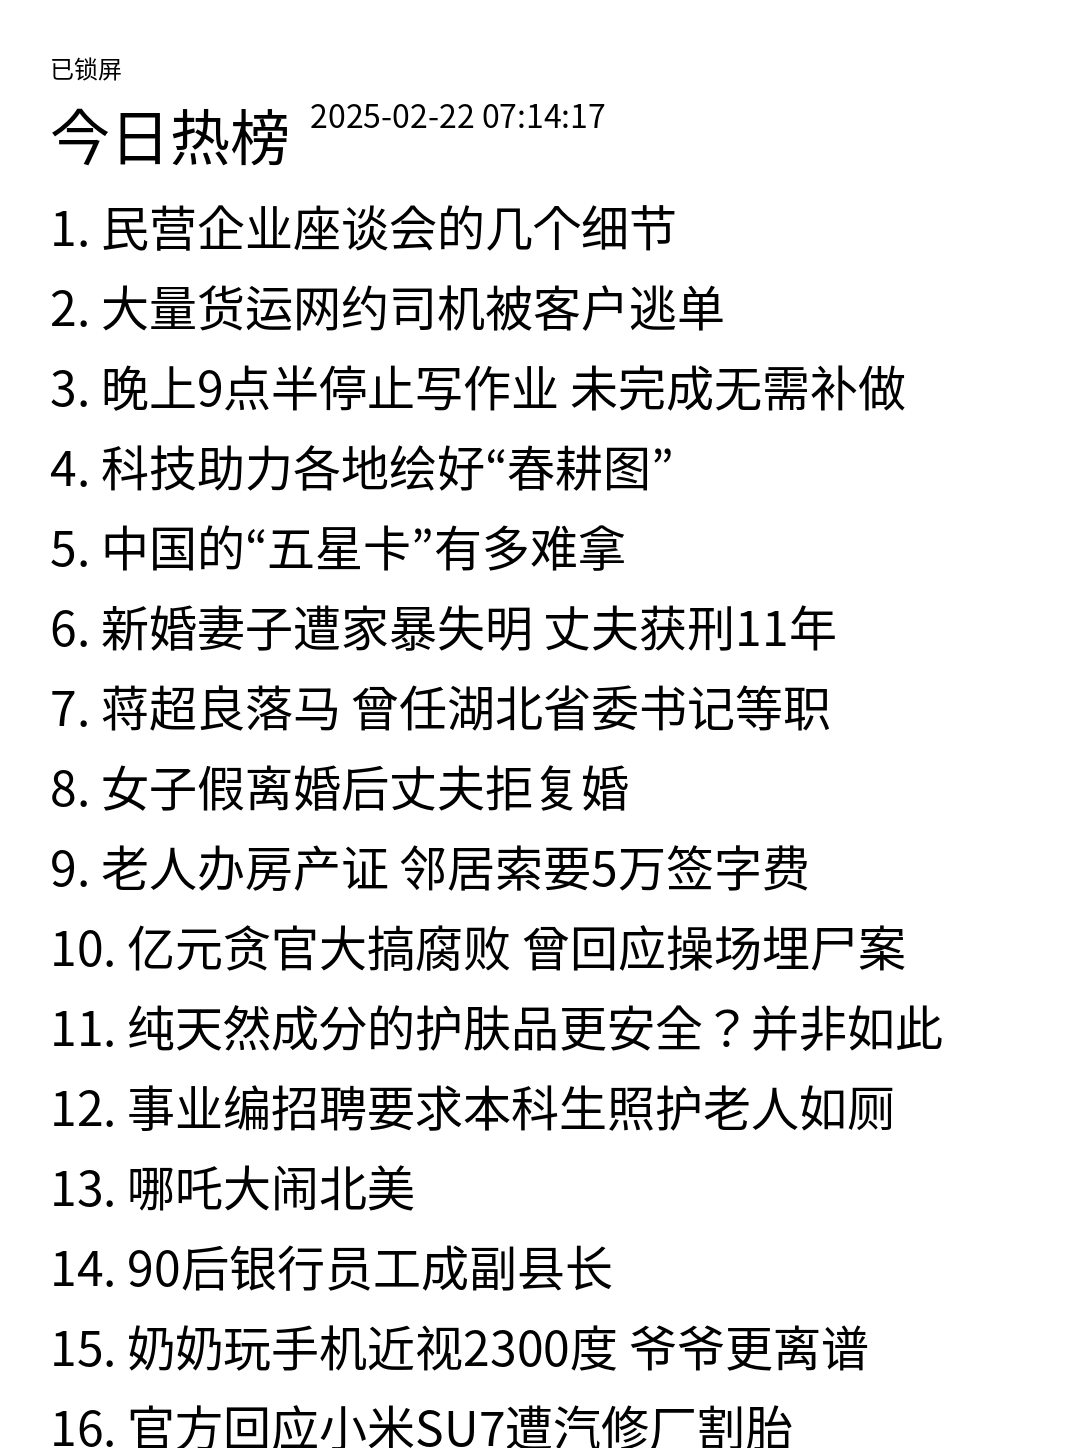 已锁屏
今日热榜 2025-02-22 07:14:17
1. 民营企业座谈会的几个细节
2. 大量货运网约司机被客户逃单
3. 晚上9点半停止写作业 未完成无需补做
4. 科技助力各地绘好“春耕图”
5. 中国的“五星卡”有多难拿
6. 新婚妻子遭家暴失明 丈夫获刑11年
7. 蒋超良落马 曾任湖北省委书记等职
8. 女子假离婚后丈夫拒复婚
9. 老人办房产证 邻居索要5万签字费
10. 亿元贪官大搞腐败 曾回应操场埋尸案
11. 纯天然成分的护肤品更安全？并非如此
12. 事业编招聘要求本科生照护老人如厕
13. 哪吒大闹北美
14. 90后银行员工成副县长
15. 奶奶玩手机近视2300度 爷爷更离谱
16. 官方回应小米SU7遭汽修厂割胎